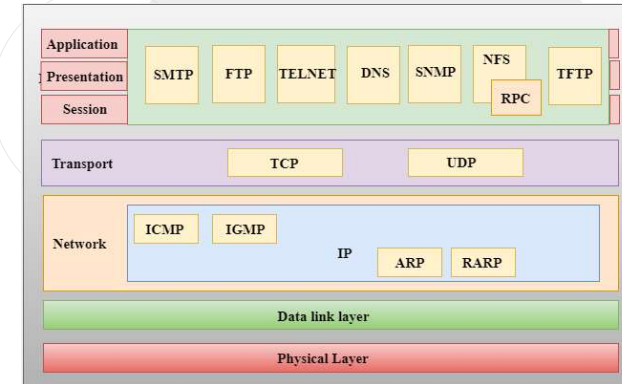 Application
Presentation
Session
SMTP FTP TELNET DNS SNMP NFS RPC TFTP
Transport TCP UDP
Network ICMP IGMP IP ARP RARP
Data link layer
Physical Layer